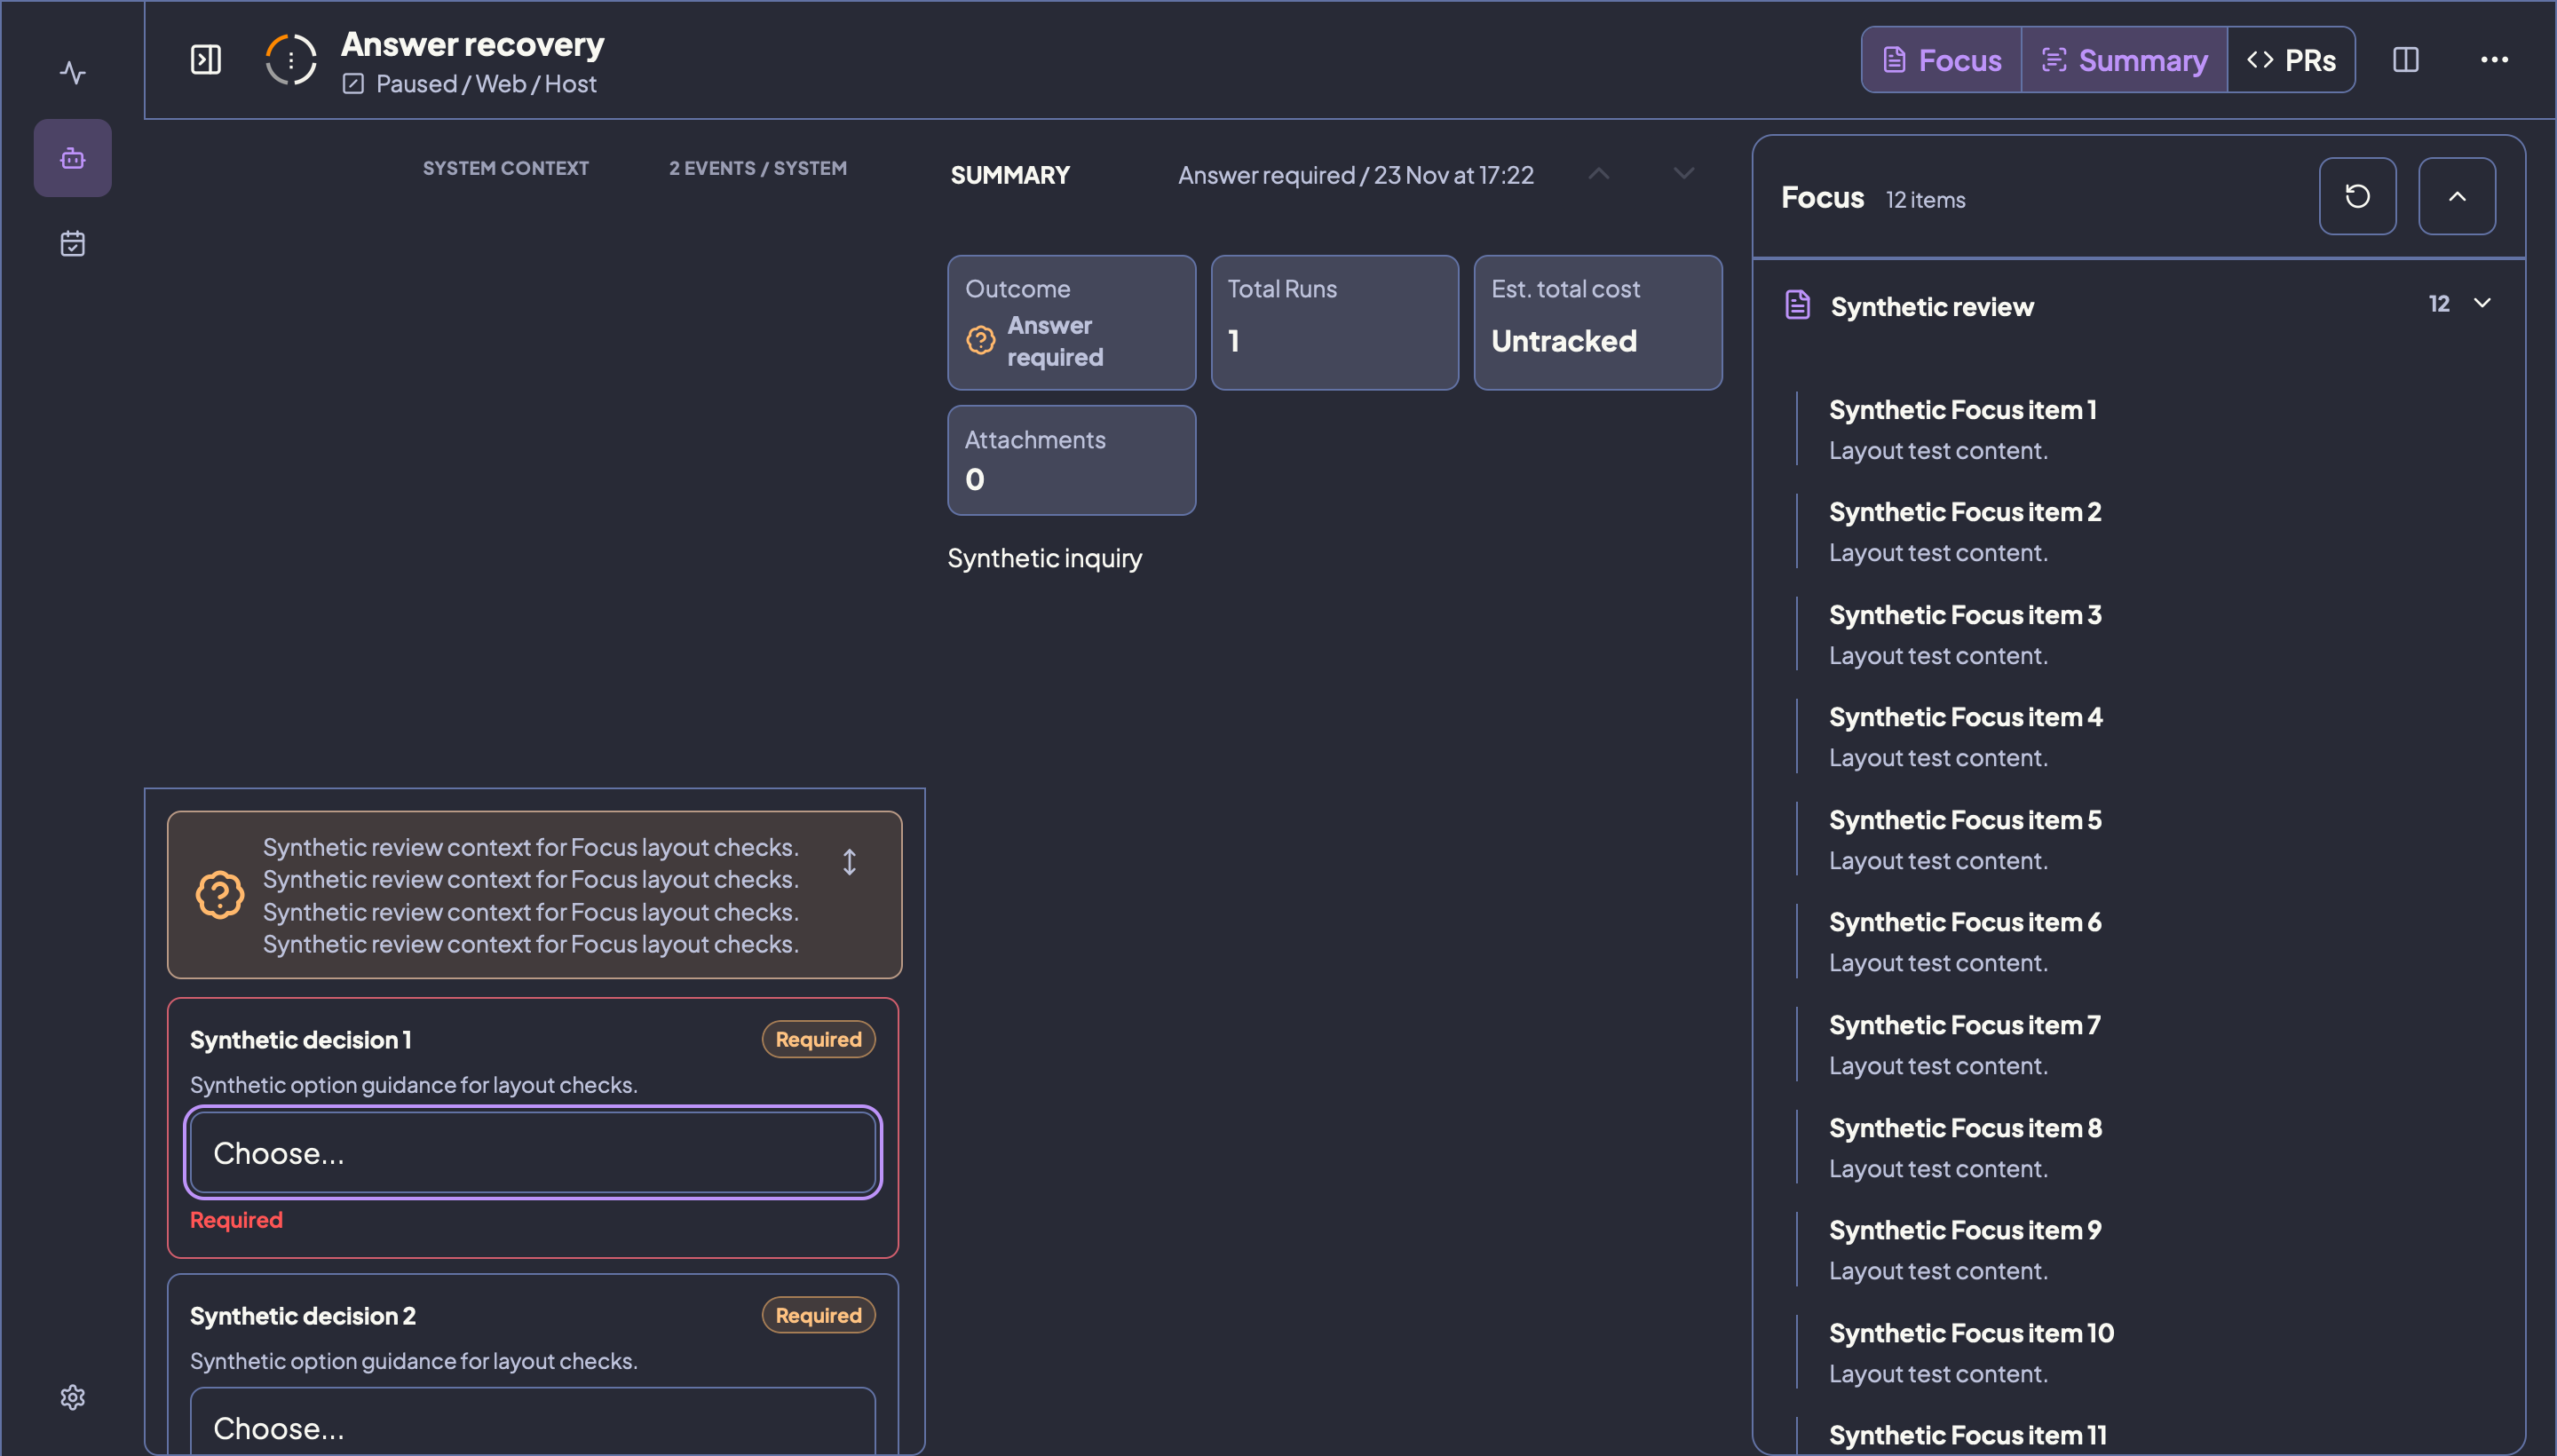 Answer recovery
Paused / Web / Host
Focus
Summary
PRs
SYSTEM CONTEXT
2 EVENTS / SYSTEM
Synthetic review context for Focus layout checks.
Synthetic review context for Focus layout checks.
Synthetic review context for Focus layout checks.
Synthetic review context for Focus layout checks.
Synthetic decision 1
Required
Synthetic option guidance for layout checks.
Choose...
Required
Synthetic decision 2
Required
Synthetic option guidance for layout checks.
Choose...
SUMMARY
Answer required / 23 Nov at 17:22
Outcome
Answer
required
Total Runs
1
Est. total cost
Untracked
Attachments
0
Synthetic inquiry
Focus
12 items
Synthetic review
12
Synthetic Focus item 1
Layout test content.
Synthetic Focus item 2
Layout test content.
Synthetic Focus item 3
Layout test content.
Synthetic Focus item 4
Layout test content.
Synthetic Focus item 5
Layout test content.
Synthetic Focus item 6
Layout test content.
Synthetic Focus item 7
Layout test content.
Synthetic Focus item 8
Layout test content.
Synthetic Focus item 9
Layout test content.
Synthetic Focus item 10
Layout test content.
Synthetic Focus item 11